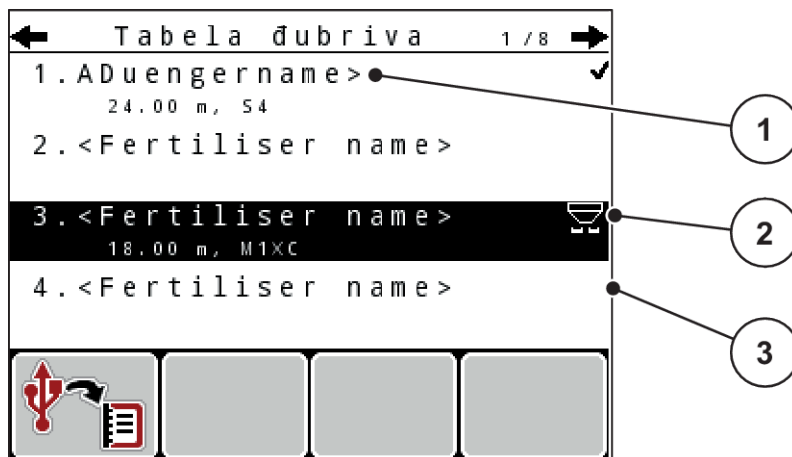 Tabela đubriva 1/8
1.ADuengername>
24.00 m, S4
2.<Fertiliser name>
3.<Fertiliser name>
18.00 m, M1XC
4.<Fertiliser name>
1
2
3